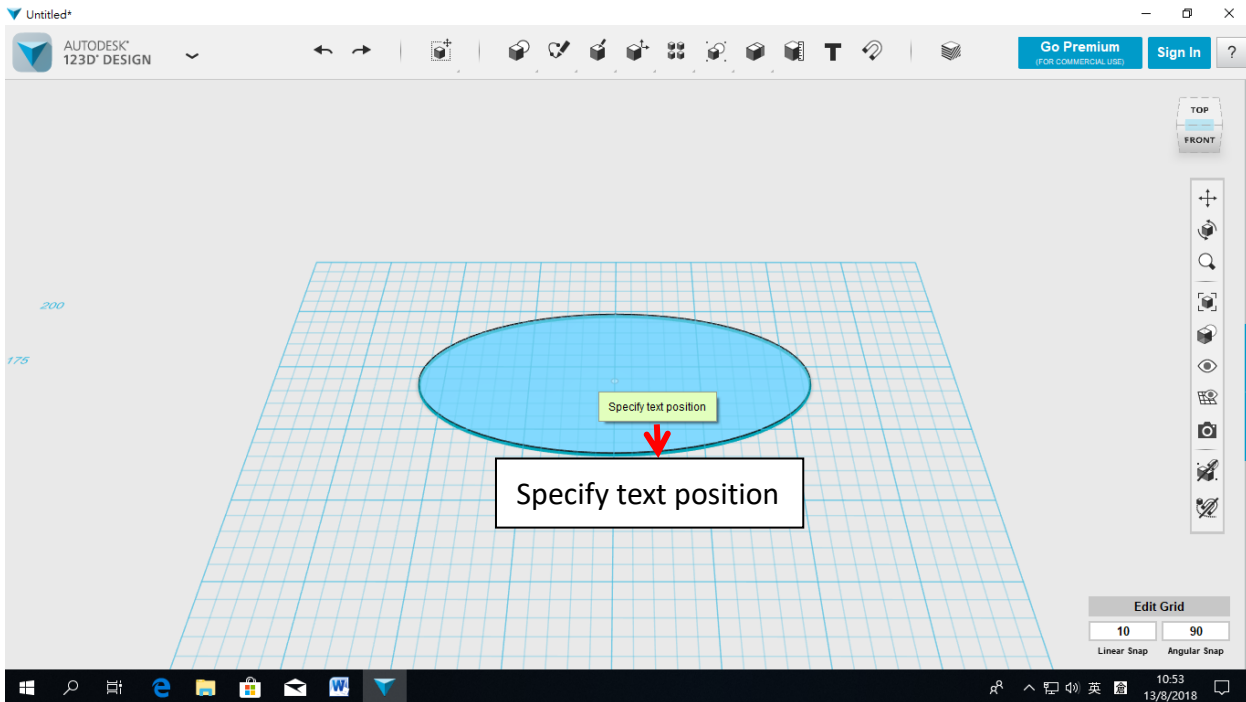 Untitled*
AUTODESK®
123D® DESIGN
T
Go Premium
(FOR COMMERCIAL USE)
Sign In
?
TOP
FRONT
200
175
Specify text position
Specify text position
Edit Grid
10 90
Linear Snap Angular Snap
英 倉 10:53
13/8/2018